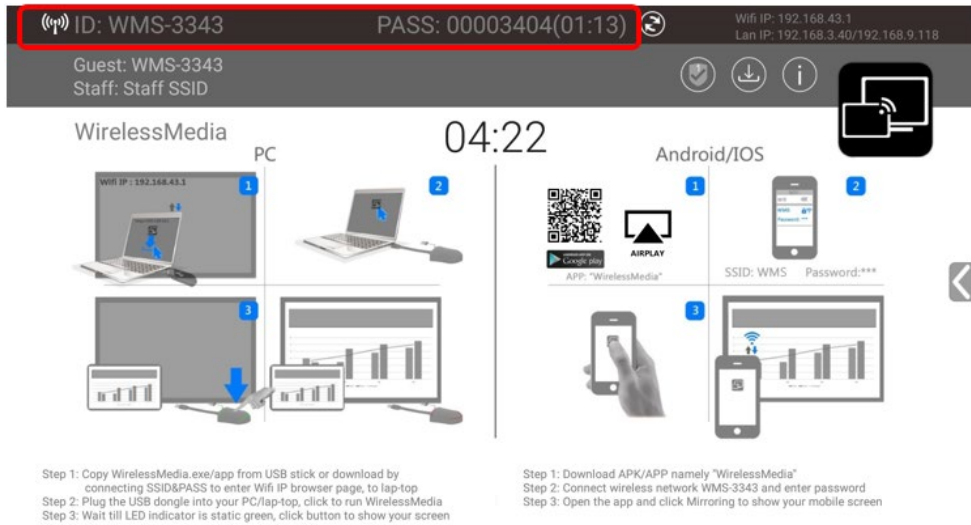 ID: WMS-3343 PASS: 00003404(01:13)
Wifi IP: 192.168.43.1
Lan IP: 192.168.3.40/192.168.9.118
Guest: WMS-3343
Staff: Staff SSID
WirelessMedia
04:22
PC
Wifi IP : 192.168.43.1
1
2
3
Android/IOS
1
2
Google play
AIRPLAY
APP: "WirelessMedia"
SSID: WMS Password:***
3
Step 1: Copy WirelessMedia.exe/app from USB stick or download by
connecting SSID&PASS to enter Wifi IP browser page, to lap-top
Step 2: Plug the USB dongle into your PC/lap-top, click to run WirelessMedia
Step 3: Wait till LED indicator is static green, click button to show your screen
Step 1: Download APK/APP namely "WirelessMedia"
Step 2: Connect wireless network WMS-3343 and enter password
Step 3: Open the app and click Mirroring to show your mobile screen